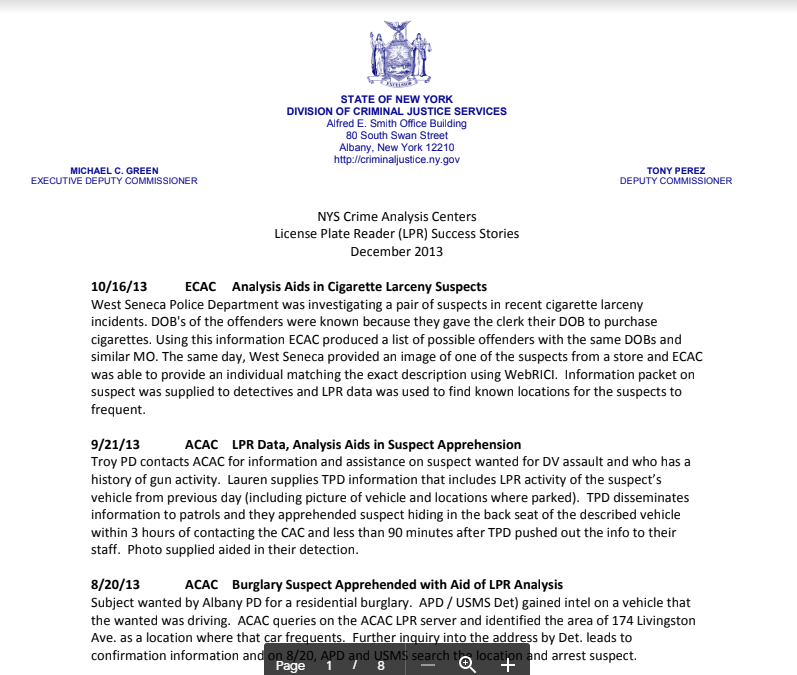 EXCELSIOR
STATE OF NEW YORK
DIVISION OF CRIMINAL JUSTICE SERVICES
Alfred E. Smith Office Building
80 South Swan Street
Albany, New York 12210
http://criminaljustice.ny.gov
MICHAEL C. GREEN
EXECUTIVE DEPUTY COMMISSIONER
TONY PEREZ
DEPUTY COMMISSIONER
NYS Crime Analysis Centers
License Plate Reader (LPR) Success Stories
December 2013
10/16/13 ECAC Analysis Aids in Cigarette Larceny Suspects
West Seneca Police Department was investigating a pair of suspects in recent cigarette larceny
incidents. DOB's of the offenders were known because they gave the clerk their DOB to purchase
cigarettes. Using this information ECAC produced a list of possible offenders with the same DOBs and
similar MO. The same day, West Seneca provided an image of one of the suspects from a store and ECAC
was able to provide an individual matching the exact description using WebRICI. Information packet on
suspect was supplied to detectives and LPR data was used to find known locations for the suspects to
frequent.
9/21/13 ACAC LPR Data, Analysis Aids in Suspect Apprehension
Troy PD contacts ACAC for information and assistance on suspect wanted for DV assault and who has a
history of gun activity. Lauren supplies TPD information that includes LPR activity of the suspect's
vehicle from previous day (including picture of vehicle and locations where parked). TPD disseminates
information to patrols and they apprehended suspect hiding in the back seat of the described vehicle
within 3 hours of contacting the CAC and less than 90 minutes after TPD pushed out the info to their
staff. Photo supplied aided in their detection.
8/20/13 ACAC Burglary Suspect Apprehended with Aid of LPR Analysis
Subject wanted by Albany PD for a residential burglary. APD / USMS Det) gained intel on a vehicle that
the wanted was driving. ACAC queries on the ACAC LPR server and identified the area of 174 Livingston
Ave. as a location where that car frequents. Further inquiry into the address by Det. leads to
confirmation information and on 8/20, APD and USMS search the location and arrest suspect.
Page 1 / 8